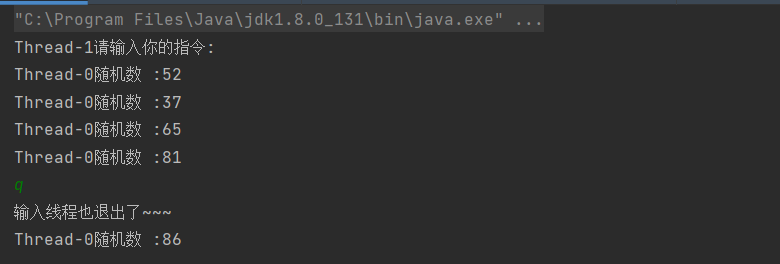 "C:\Program Files\Java\jdk1.8.0_131\bin\java.exe" ...
Thread-1请输入你的指令:
Thread-0随机数 :52
Thread-0随机数 :37
Thread-0随机数 :65
Thread-0随机数 :81
q
输入线程也退出了~~~
Thread-0随机数 :86